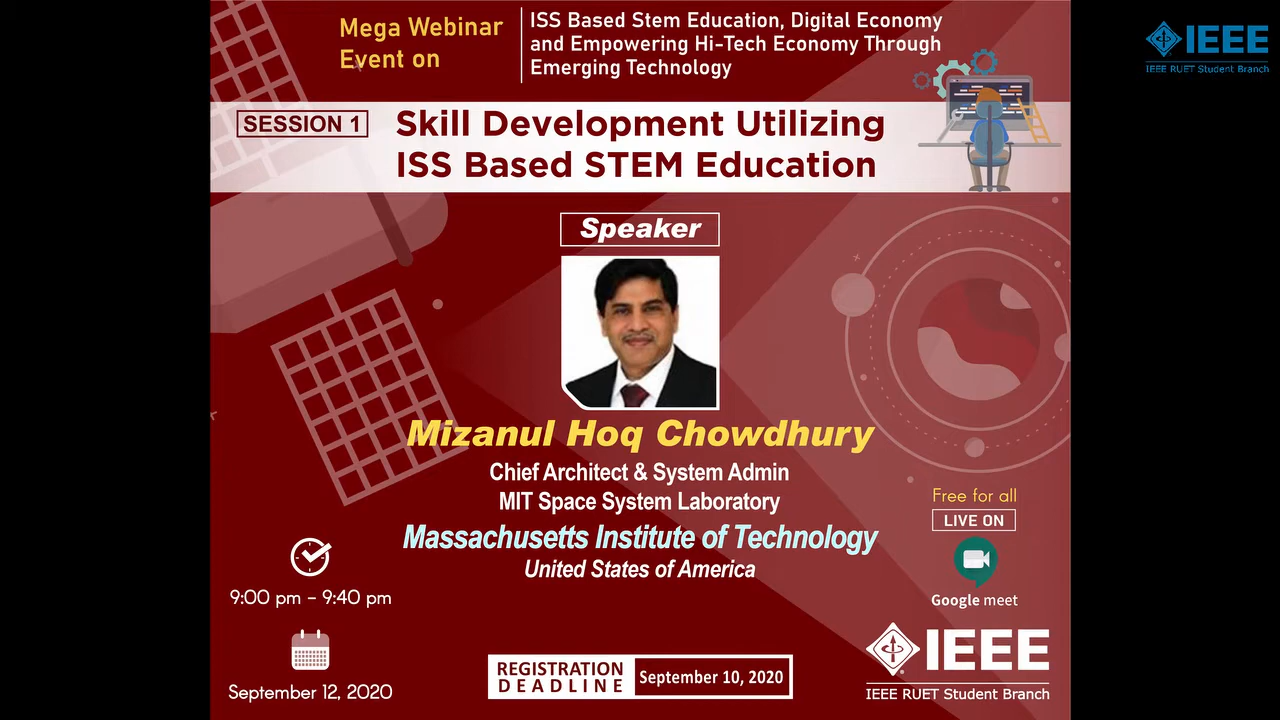 Mega Webinar
Event on
ISS Based Stem Education, Digital Economy
and Empowering Hi-Tech Economy Through
Emerging Technology
IEEE
IEEE RUET Student Branch
SESSION 1
Skill Development Utilizing
ISS Based STEM Education
Speaker
Mizanul Hoq Chowdhury
Chief Architect & System Admin
MIT Space System Laboratory
Massachusetts Institute of Technology
United States of America
Free for all
LIVE ON
Google meet
9:00 pm – 9:40 pm
September 12, 2020
REGISTRATION
DEADLINE
September 10, 2020
IEEE
IEEE RUET Student Branch